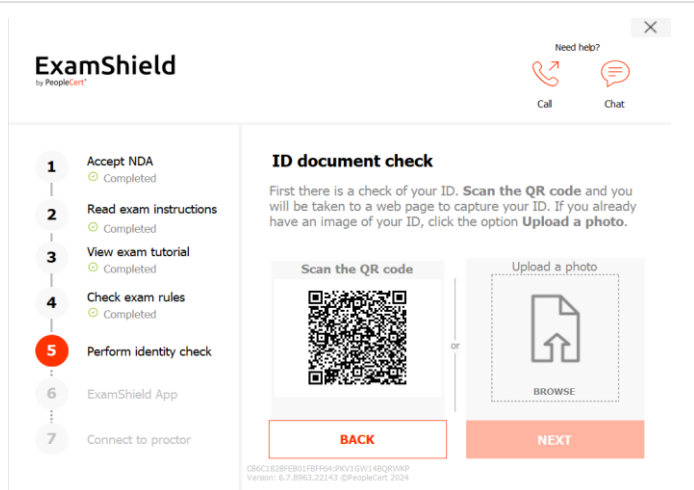 Need help?
ExamShield
by PeopleCert
Call
Chat
1
Accept NDA
Completed
2
Read exam instructions
Completed
3
View exam tutorial
Completed
4
Check exam rules
Completed
5
Perform identity check
6
ExamShield App
7
Connect to proctor
ID document check
First there is a check of your ID. Scan the QR code and you
will be taken to a web page to capture your ID. If you already
have an image of your ID, click the option Upload a photo.
Scan the QR code
or
Upload a photo
BROWSE
BACK
NEXT
CB6C1828FEB01FBFF64:PKV1GW14BQRWKP
Version: 6.7.8963.22143 ©PeopleCert 2024